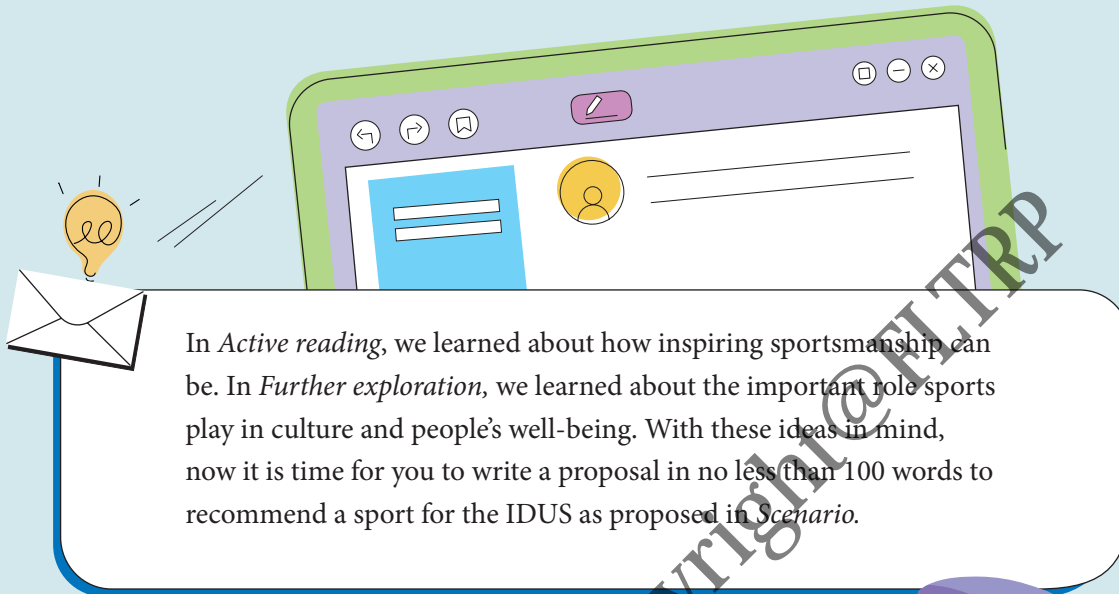 In Active reading, we learned about how inspiring sportsmanship can
be. In Further exploration, we learned about the important role sports
play in culture and people's well-being. With these ideas in mind,
now it is time for you to write a proposal in no less than 100 words to
recommend a sport for the IDUS as proposed in Scenario.
yright@FLTRP